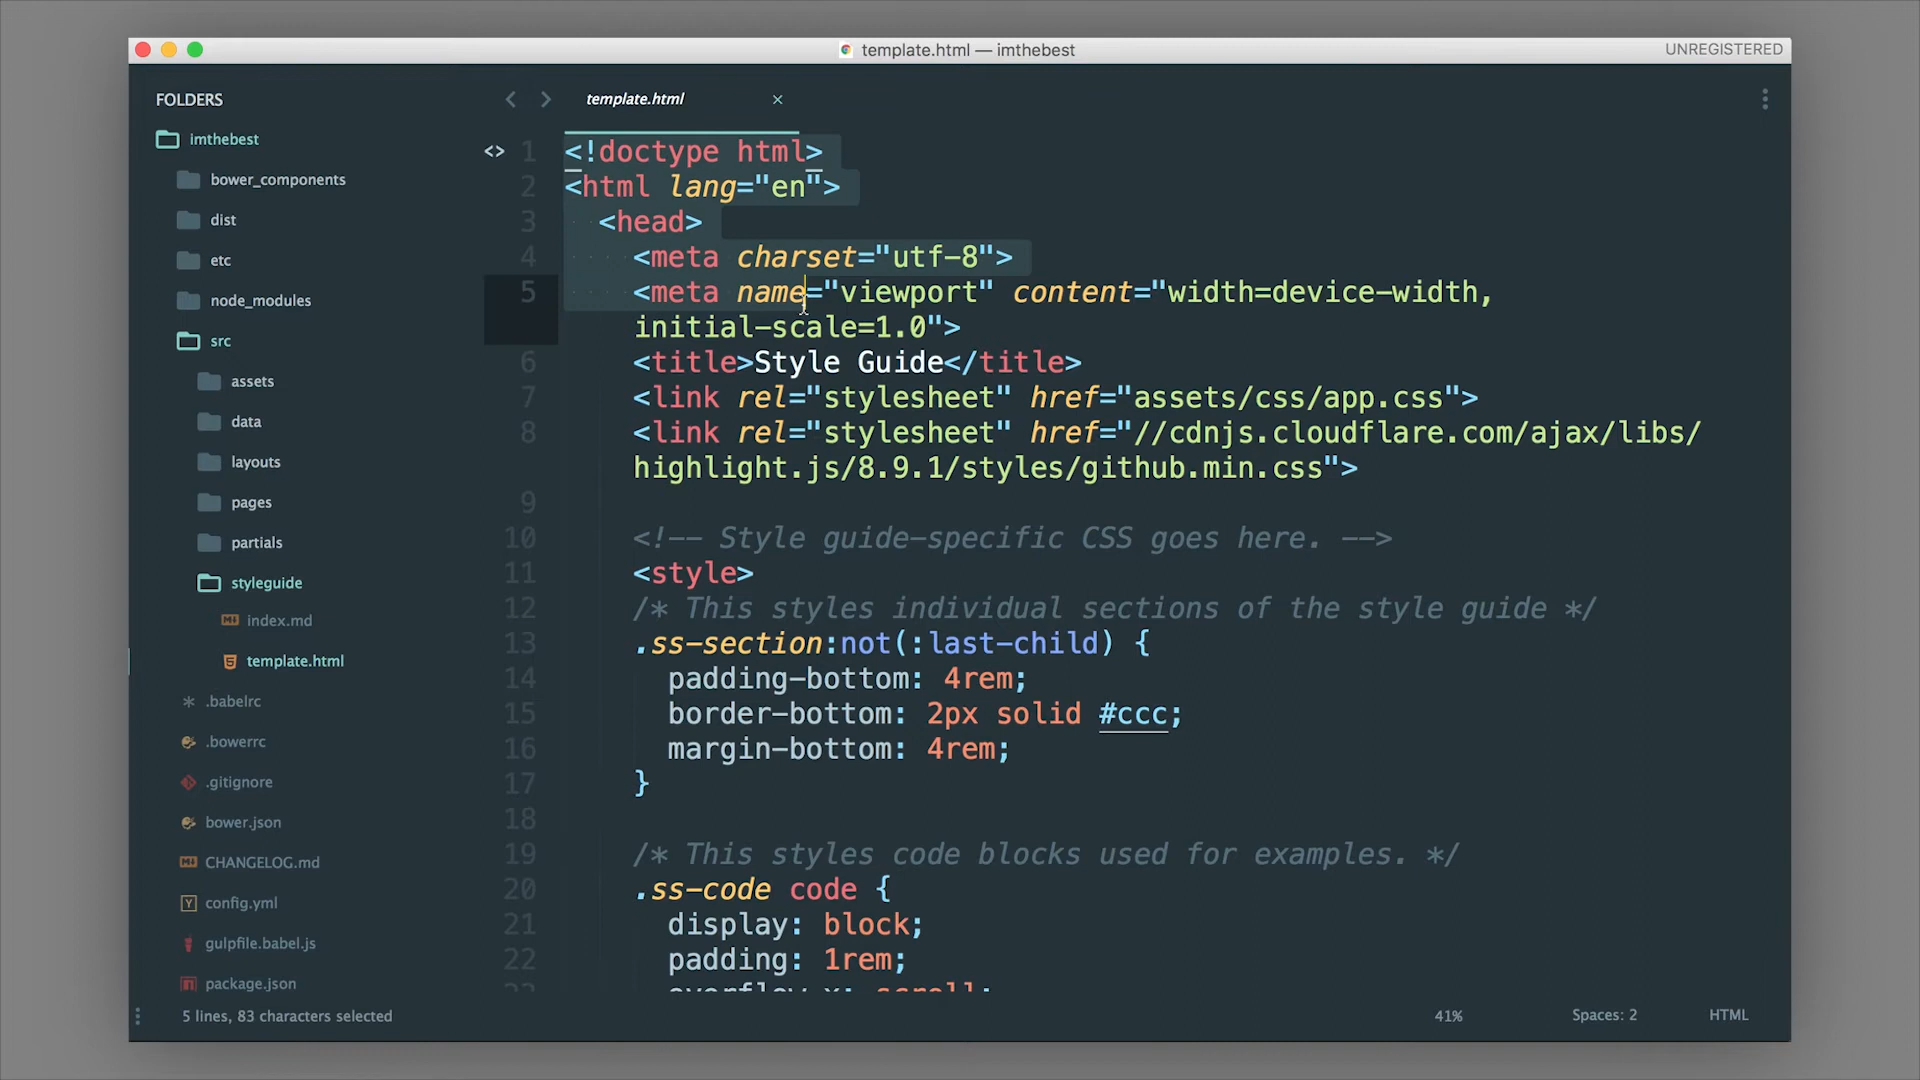 template.html — imthebest
UNREGISTERED
FOLDERS
imthebest
bower_components
dist
etc
node_modules
src
assets
data
layouts
pages
partials
styleguide
index.md
template.html
.babelrc
.bowerrc
.gitignore
bower.json
CHANGELOG.md
config.yml
gulpfile.babel.js
package.json
template.html
1 <!doctype html>
2 <html lang="en">
3 <head>
4 <meta charset="utf-8">
5 <meta name="viewport" content="width=device-width,
initial-scale=1.0">
6 <title>Style Guide</title>
7 <link rel="stylesheet" href="assets/css/app.css">
8 <link rel="stylesheet" href="//cdnjs.cloudflare.com/ajax/libs/
highlight.js/8.9.1/styles/github.min.css">
9
10 <!-- Style guide-specific CSS goes here. -->
11 <style>
12 /* This styles individual sections of the style guide */
13 .ss-section:not(:last-child) {
14 padding-bottom: 4rem;
15 border-bottom: 2px solid #ccc;
16 margin-bottom: 4rem;
17 }
18
19 /* This styles code blocks used for examples. */
20 .ss-code code {
21 display: block;
22 padding: 1rem;
23 overflow-x: scroll;
5 lines, 83 characters selected
41%
Spaces: 2
HTML